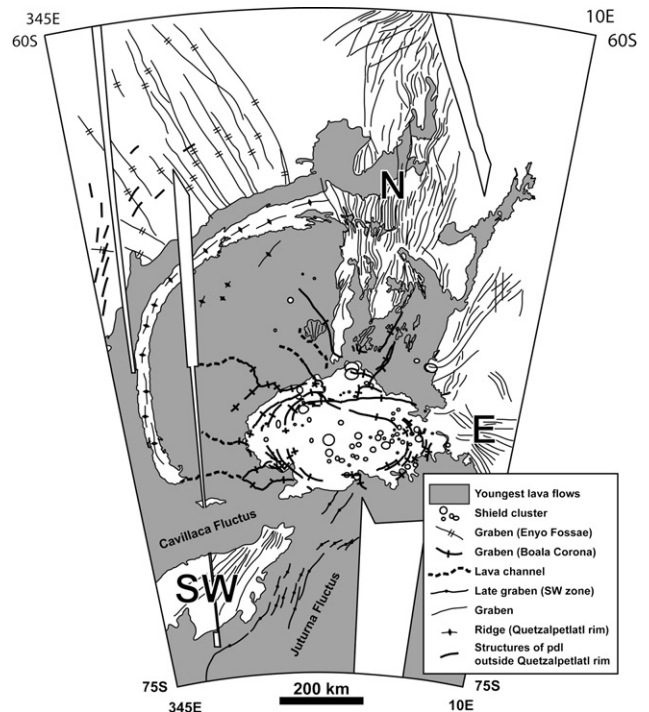 345E
60S
10E
60S
N
E
Youngest lava flows
Shield cluster
Graben (Enyo Fossae)
Graben (Boala Corona)
Lava channel
Late graben (SW zone)
Graben
Ridge (Quetzalpetlatl rim)
Structures of pdl
outside Quetzalpetlatl rim
Cavillaca Fluctus
SW
Juturna Fluctus
75S
345E
200 km
75S
10E